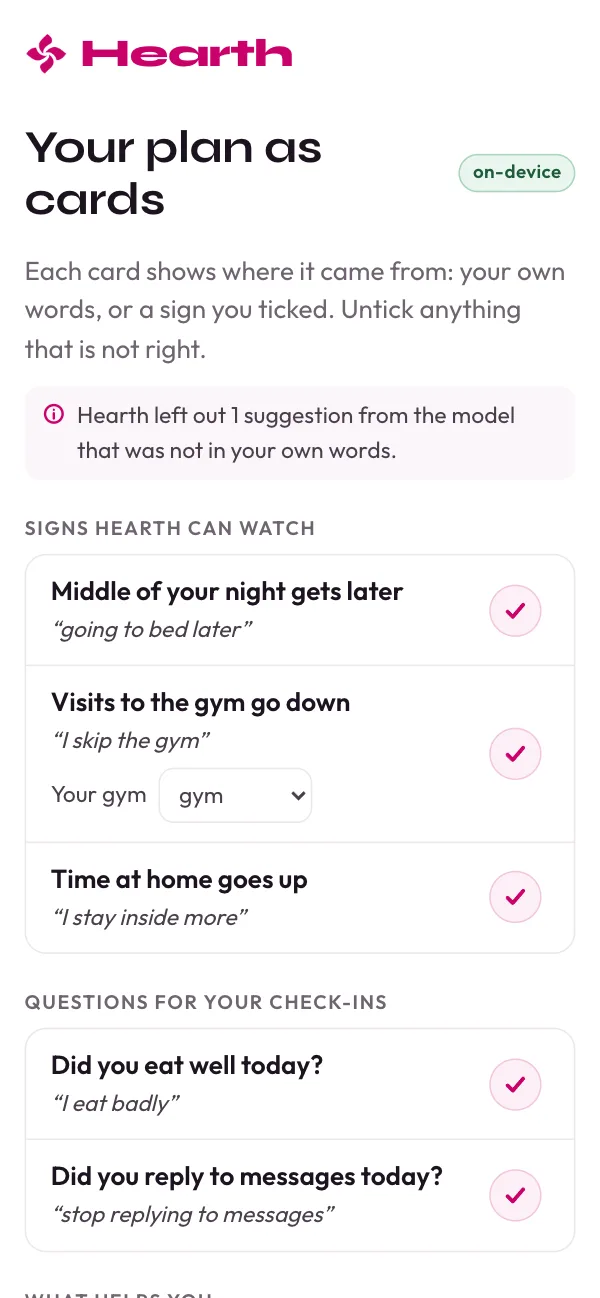 Hearth
Your plan as
cards
on-device
Each card shows where it came from: your own
words, or a sign you ticked. Untick anything
that is not right.
Hearth left out 1 suggestion from the model
that was not in your own words.
SIGNS HEARTH CAN WATCH
Middle of your night gets later
“going to bed later”
Visits to the gym go down
“I skip the gym”
Your gym gym
Time at home goes up
“I stay inside more”
QUESTIONS FOR YOUR CHECK-INS
Did you eat well today?
“I eat badly”
Did you reply to messages today?
“stop replying to messages”
WHAT HELPS YOU